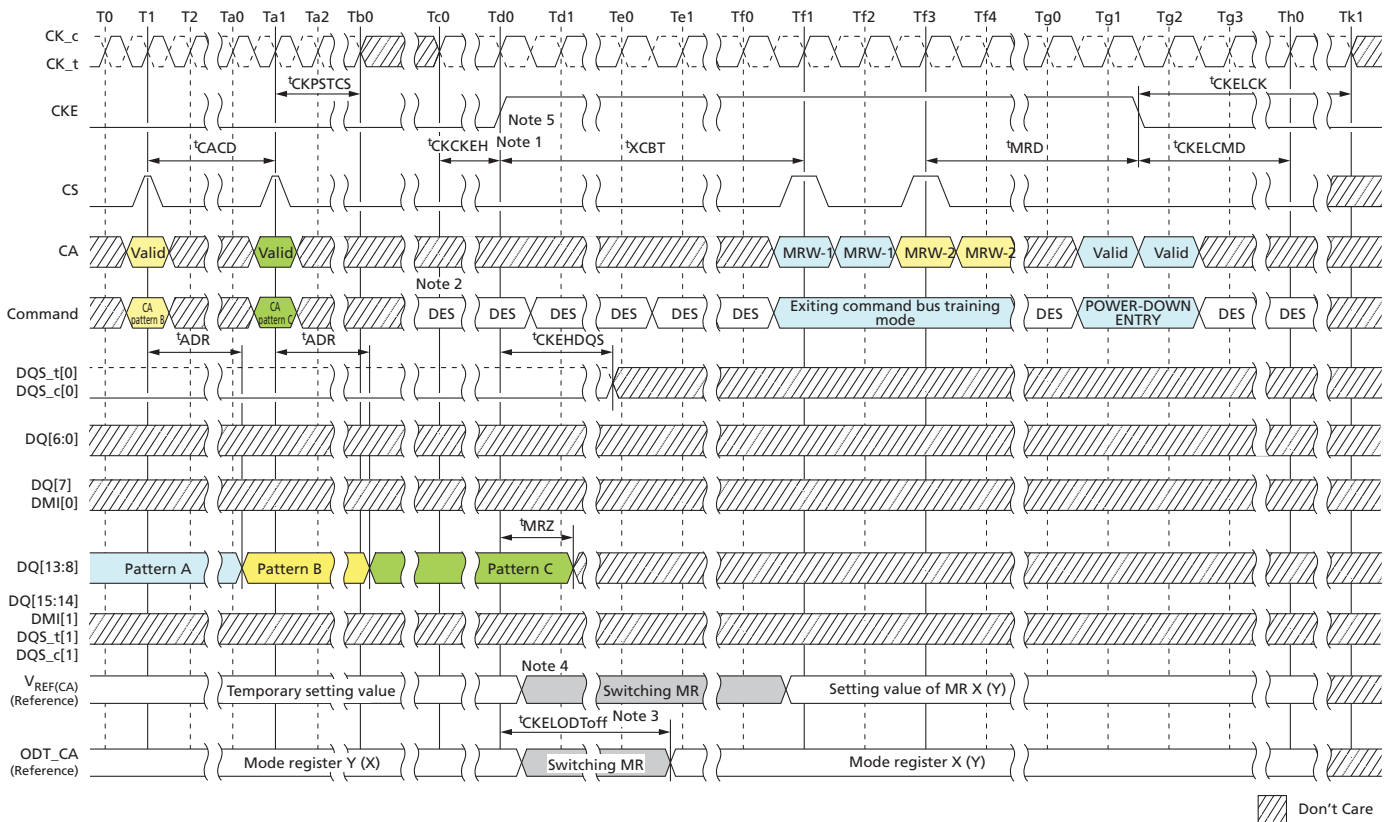 T0 T1 T2 Ta0 Ta1 Ta2 Tb0 Tc0 Td0 Td1 Te0 Te1 Tf0 Tf1 Tf2 Tf3 Tf4 Tg0 Tg1 Tg2 Tg3 Th0 Tk1
CK_c
CK_t
tCKPSTCS tCKELCK
CKE
Note 5
tCACD tCKCKEH Note 1 tXCBT tMRD tCKELCMD
CS
CA Valid Valid MRW-1 MRW-1 MRW-2 MRW-2 Valid Valid
Note 2
Command CA pattern B CA pattern C DES DES DES DES DES Exiting command bus training mode DES POWER-DOWN ENTRY DES DES
tADR tADR tCKEHDQS
DQS_t[0]
DQS_c[0]
DQ[6:0]
DQ[7]
DMI[0]
tMRZ
DQ[13:8] Pattern A Pattern B Pattern C
DQ[15:14]
DMI[1]
DQS_t[1]
DQS_c[1]
Note 4
VREF(CA)
(Reference)
Temporary setting value Switching MR Setting value of MR X (Y)
tCKELODToff Note 3
ODT_CA
(Reference)
Mode register Y (X) Switching MR Mode register X (Y)
Don't Care